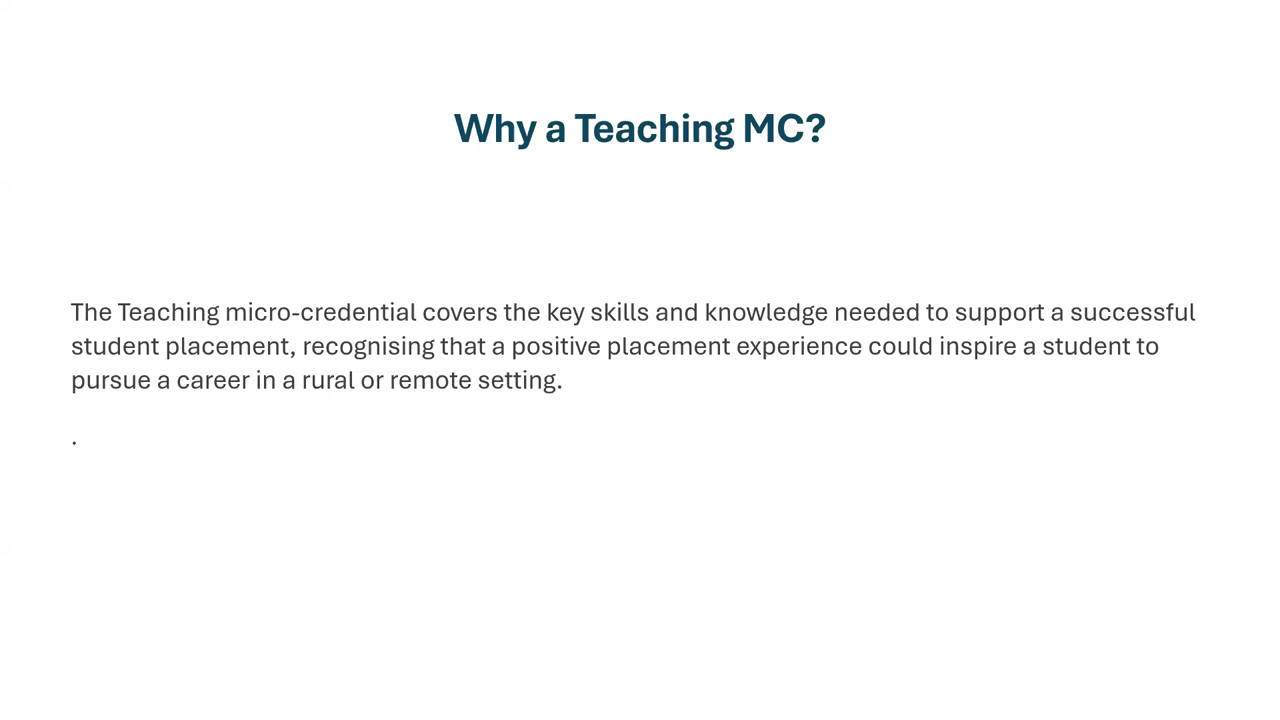 Why a Teaching MC?
The Teaching micro-credential covers the key skills and knowledge needed to support a successful
student placement, recognising that a positive placement experience could inspire a student to
pursue a career in a rural or remote setting.
.